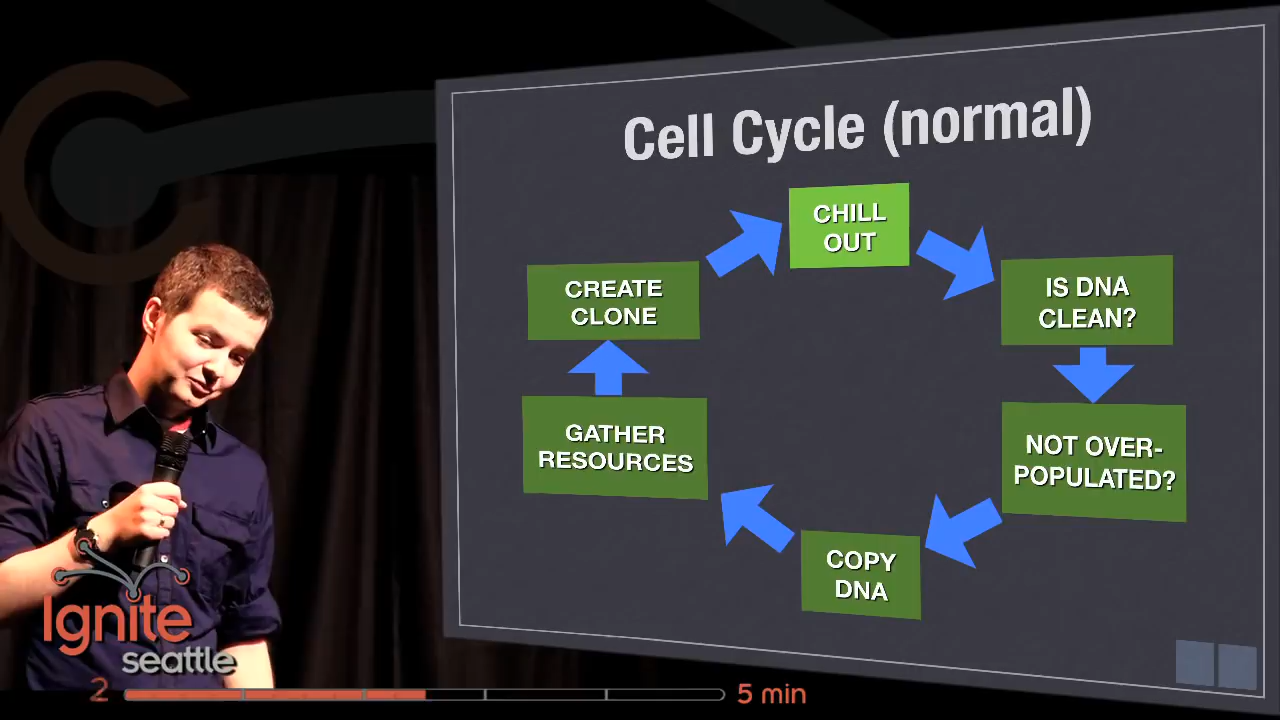 Cell Cycle (normal)
CHILL
OUT
IS DNA
CLEAN?
NOT OVER-
POPULATED?
COPY
DNA
GATHER
RESOURCES
CREATE
CLONE
Ignite
seattle
2
5 min